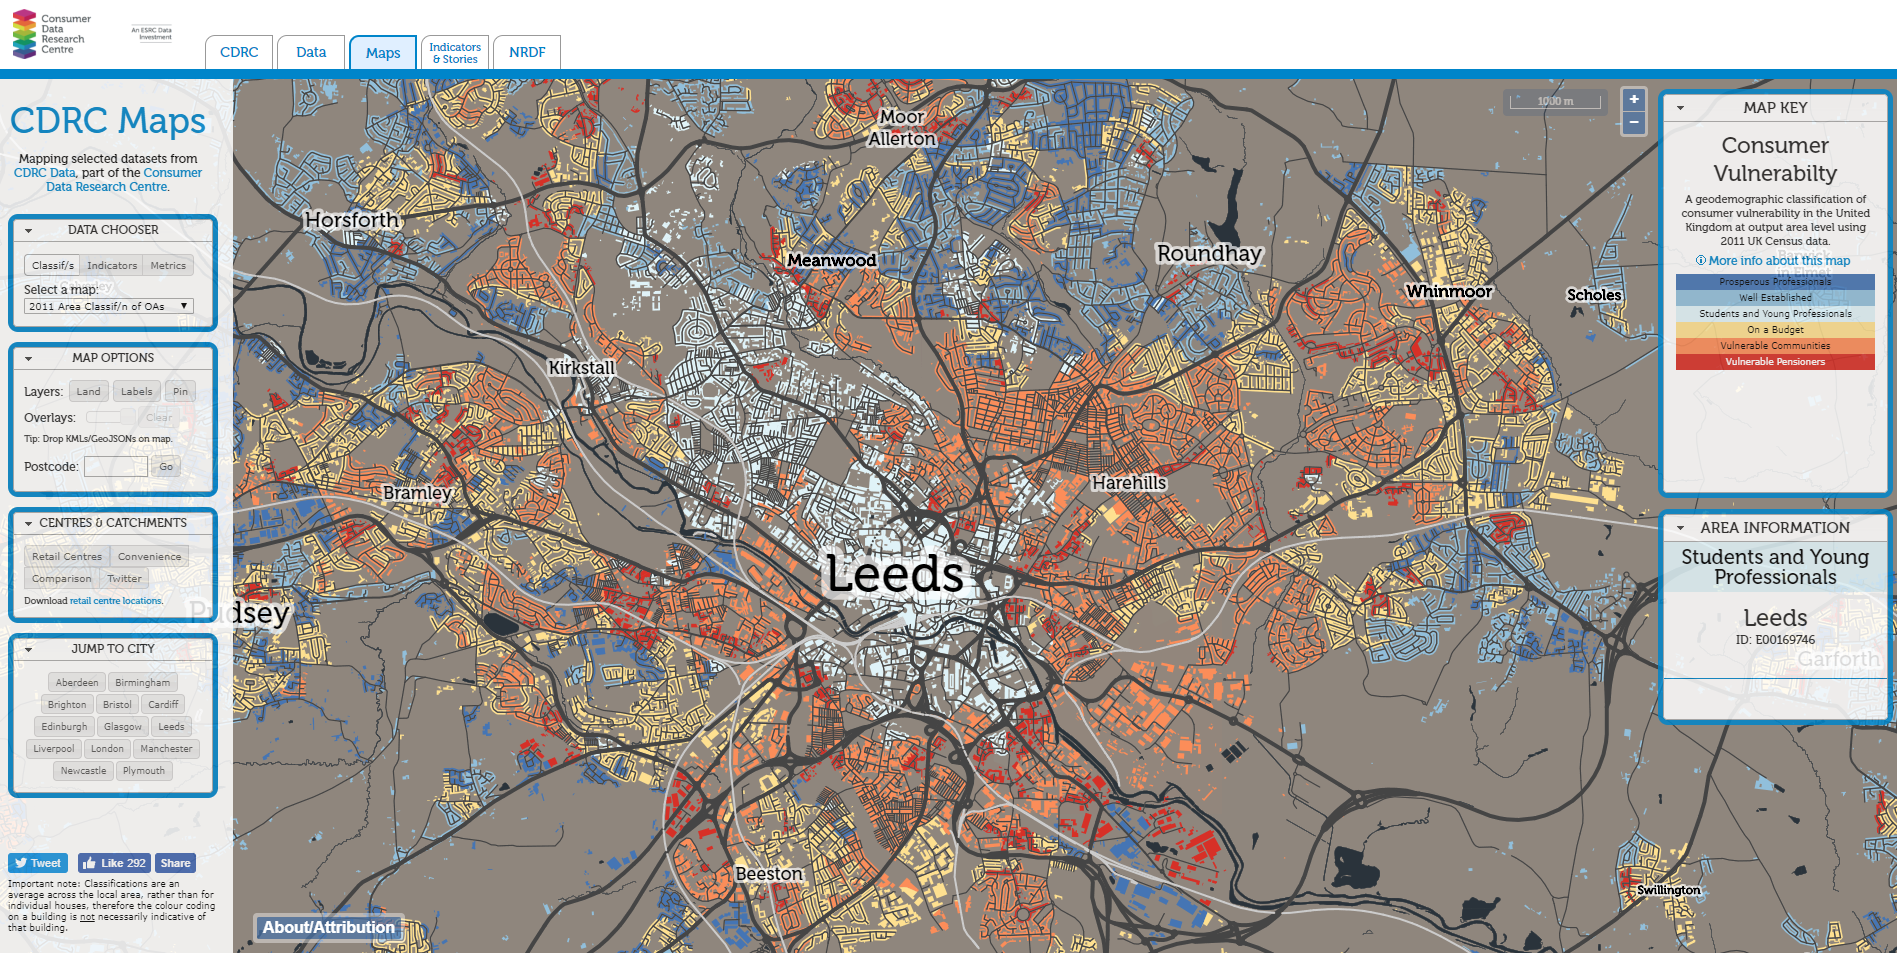 Consumer
Data
Research
Centre
An ESRC Data
Investment
CDRC
Data
Maps
Indicators
& Stories
NRDF
CDRC Maps
Mapping selected datasets from
CDRC Data, part of the Consumer
Data Research Centre.
DATA CHOOSER
Classif/s
Indicators
Metrics
Select a map:
2011 Area Classif/n of OAs
MAP OPTIONS
Layers:
Land
Labels
Pin
Overlays:
Clear
Tip: Drop KMLs/GeoJSONs on map.
Postcode:
Go
CENTRES & CATCHMENTS
Retail Centres
Convenience
Comparison
Twitter
Download retail centre locations.
JUMP TO CITY
Aberdeen
Birmingham
Brighton
Bristol
Cardiff
Edinburgh
Glasgow
Leeds
Liverpool
London
Manchester
Newcastle
Plymouth
Tweet
Like 292
Share
Important note: Classifications are an
average across the local area, rather than for
individual houses, therefore the colour coding
on a building is not necessarily indicative of
that building.
Moor
Allerton
Horsforth
Meanwood
Roundhay
Whinmoor
Scholes
Kirkstall
Bramley
Harehills
Leeds
Pudsey
Beeston
Swillington
Garforth
About/Attribution
1000 m
+
−
MAP KEY
Consumer
Vulnerabilty
A geodemographic classification of
consumer vulnerability in the United
Kingdom at output area level using
2011 UK Census data.
More info about this map
Barwick
in Elmet
Prosperous Professionals
Well Established
Students and Young Professionals
On a Budget
Vulnerable Communities
Vulnerable Pensioners
AREA INFORMATION
Students and Young
Professionals
Leeds
ID: E00169746